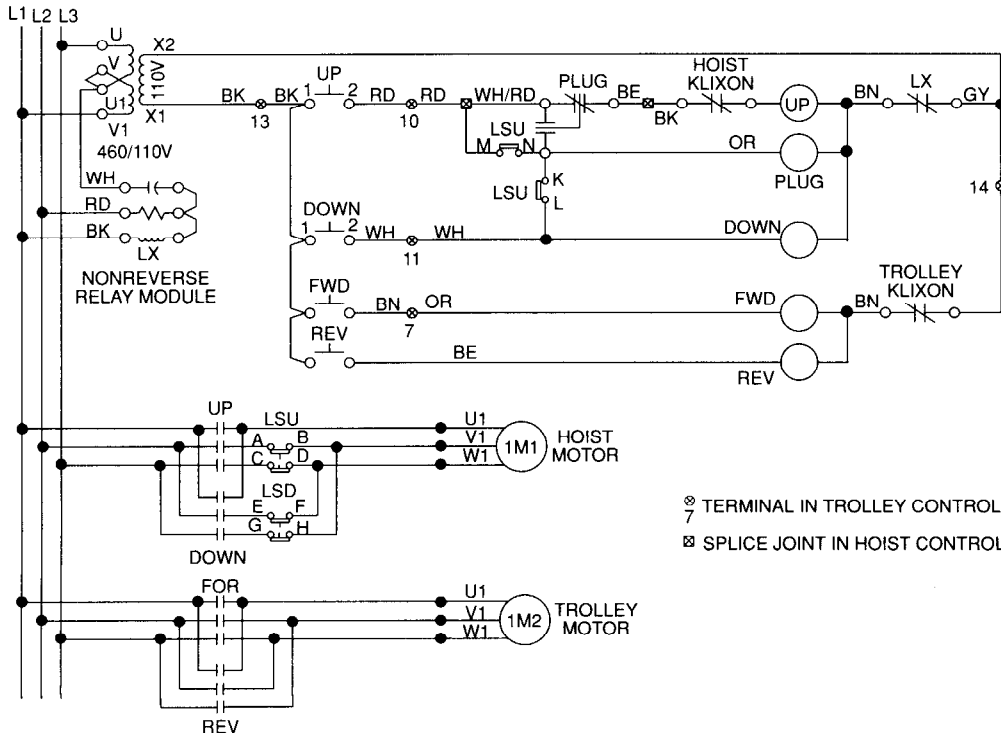 L1 L2 L3
U
X2
V
110V
U1
X1
V1
460/110V
BK
13
BK
1
UP
2
RD
10
RD
WH/RD
PLUG
BE
BK
HOIST
KLIXON
UP
BN
LX
GY
LSU
M
N
OR
PLUG
14
LSU
K
L
WH
RD
BK
LX
NONREVERSE
RELAY MODULE
1
DOWN
2
WH
11
WH
DOWN
FWD
BN
7
OR
FWD
BN
TROLLEY
KLIXON
REV
BE
REV
UP
LSU
A
B
C
D
U1
V1
W1
1M1
HOIST
MOTOR
LSD
E
F
G
H
DOWN
7
TERMINAL IN TROLLEY CONTROL
SPLICE JOINT IN HOIST CONTROL
FOR
U1
V1
W1
1M2
TROLLEY
MOTOR
REV